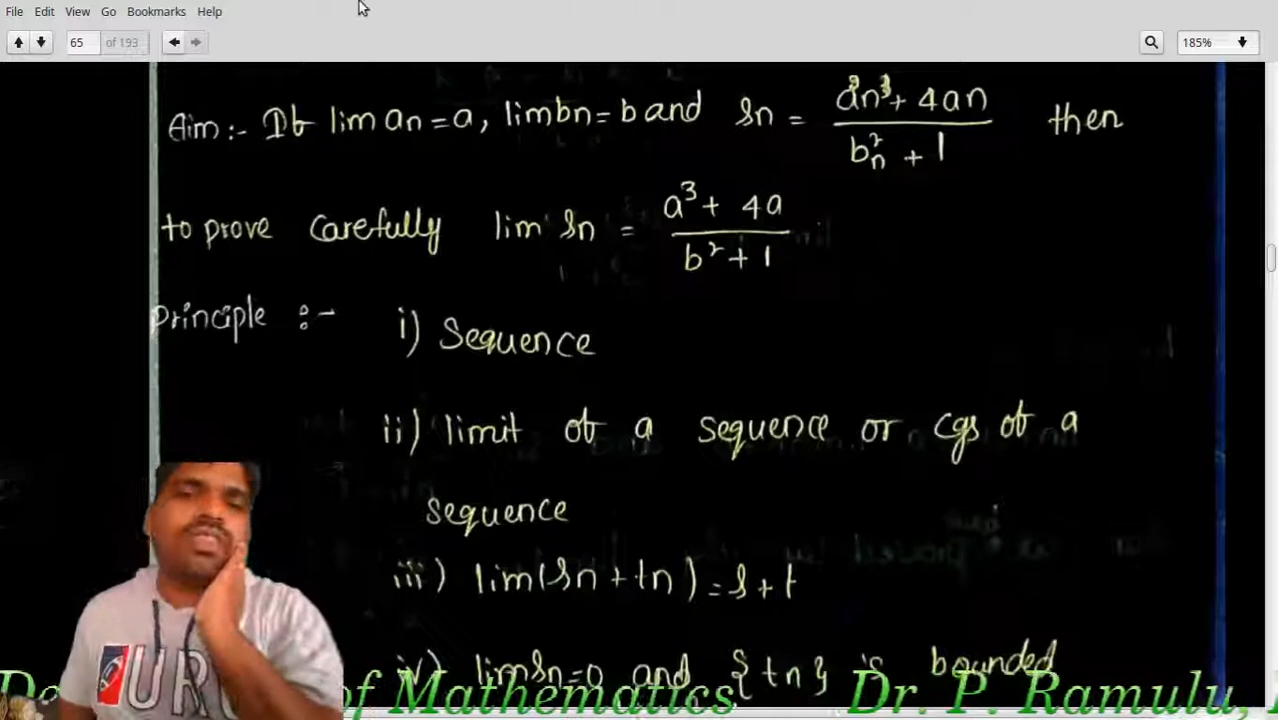 File Edit View Go Bookmarks Help
65 of 193 185%
Aim :- If lim an = a, lim bn = b and sn = an³ + 4an / bn² + 1 then
to prove carefully lim sn = a³ + 4a / b² + 1
principle :- i) Sequence
ii) limit of a sequence or cgs of a
sequence
iii) lim(sn + tn) = s + t
iv) lim sn = 0 and {tn} is bounded
of Mathematics Dr. P. Ramulu,